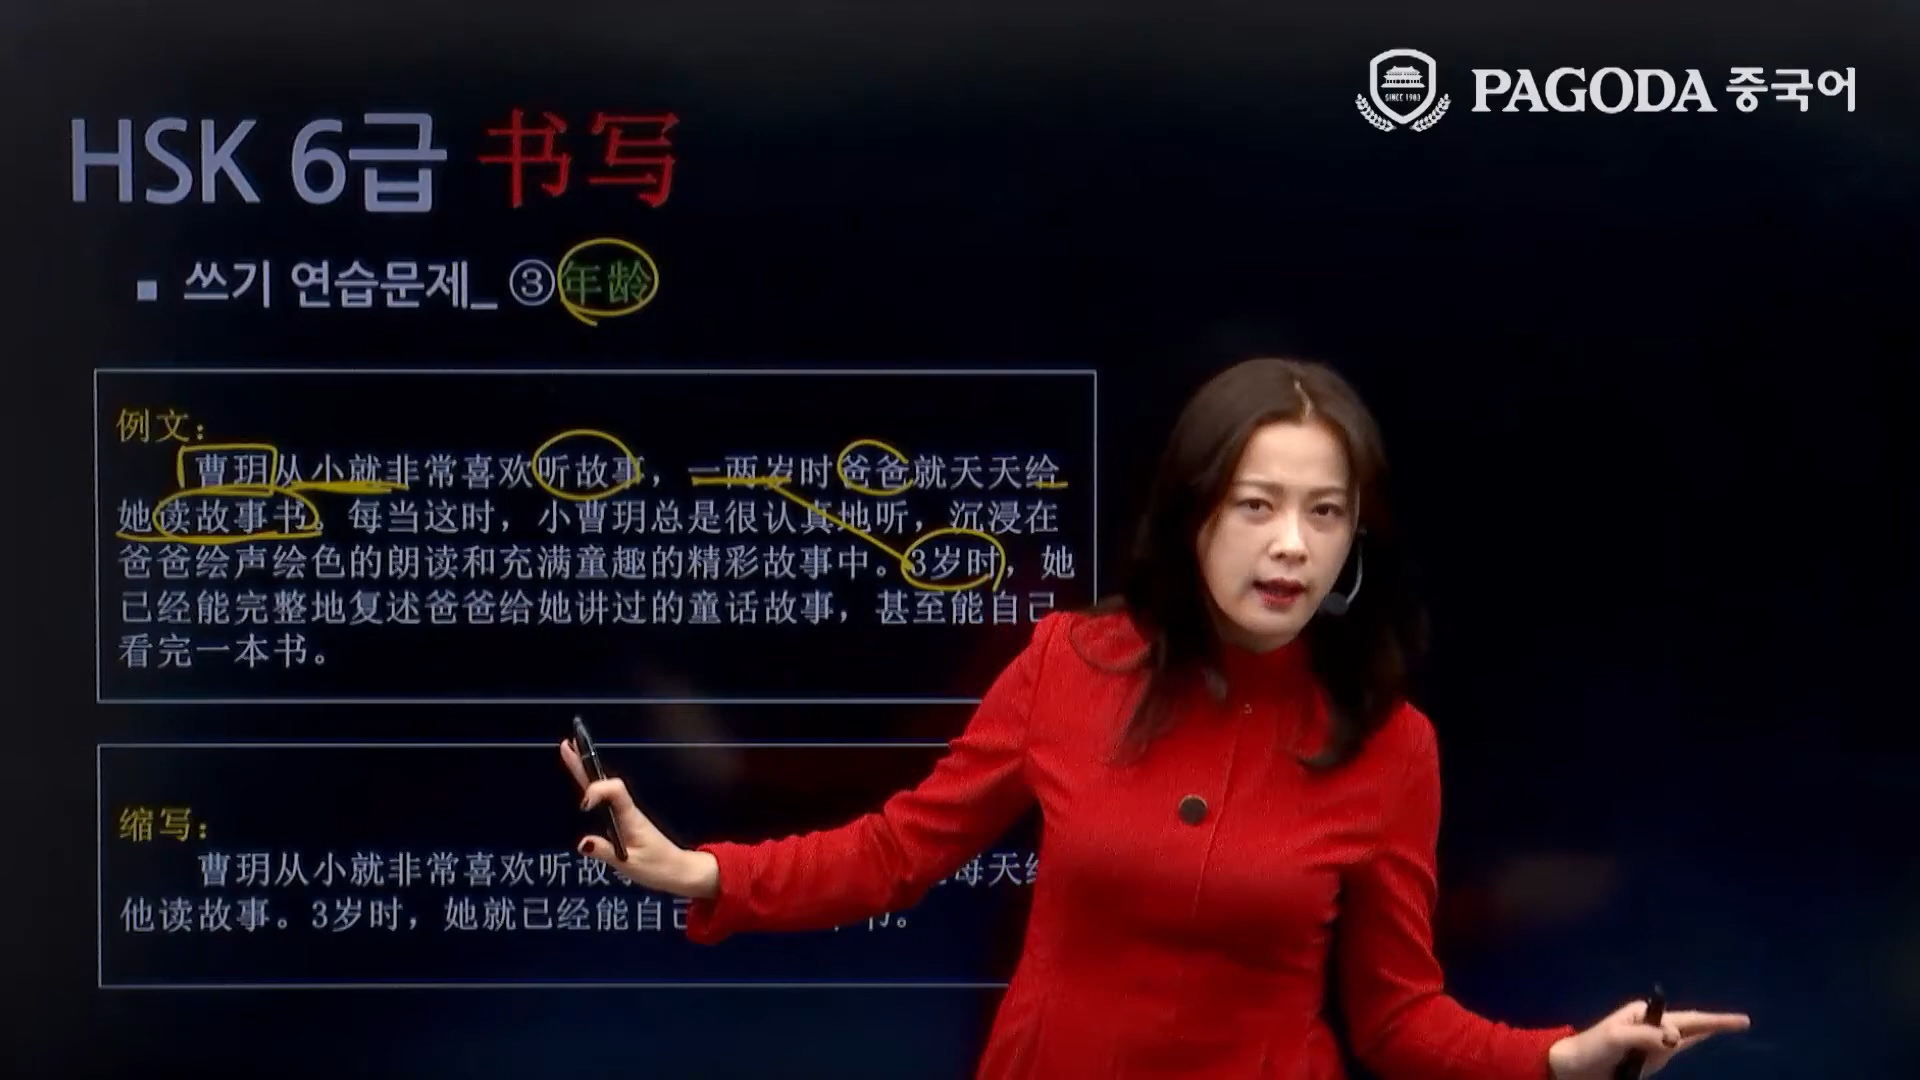 SINCE 1983
PAGODA 중국어
HSK 6급 书写
▪ 쓰기 연습문제_ ③年龄
例文：
曹玥从小就非常喜欢听故事，一两岁时爸爸就天天给
她读故事书。每当这时，小曹玥总是很认真地听，沉浸在
爸爸绘声绘色的朗读和充满童趣的精彩故事中。3岁时，她
已经能完整地复述爸爸给她讲过的童话故事，甚至能自己
看完一本书。
缩写：
曹玥从小就非常喜欢听故 每天给
他读故事。3岁时，她就已经能自己 书。